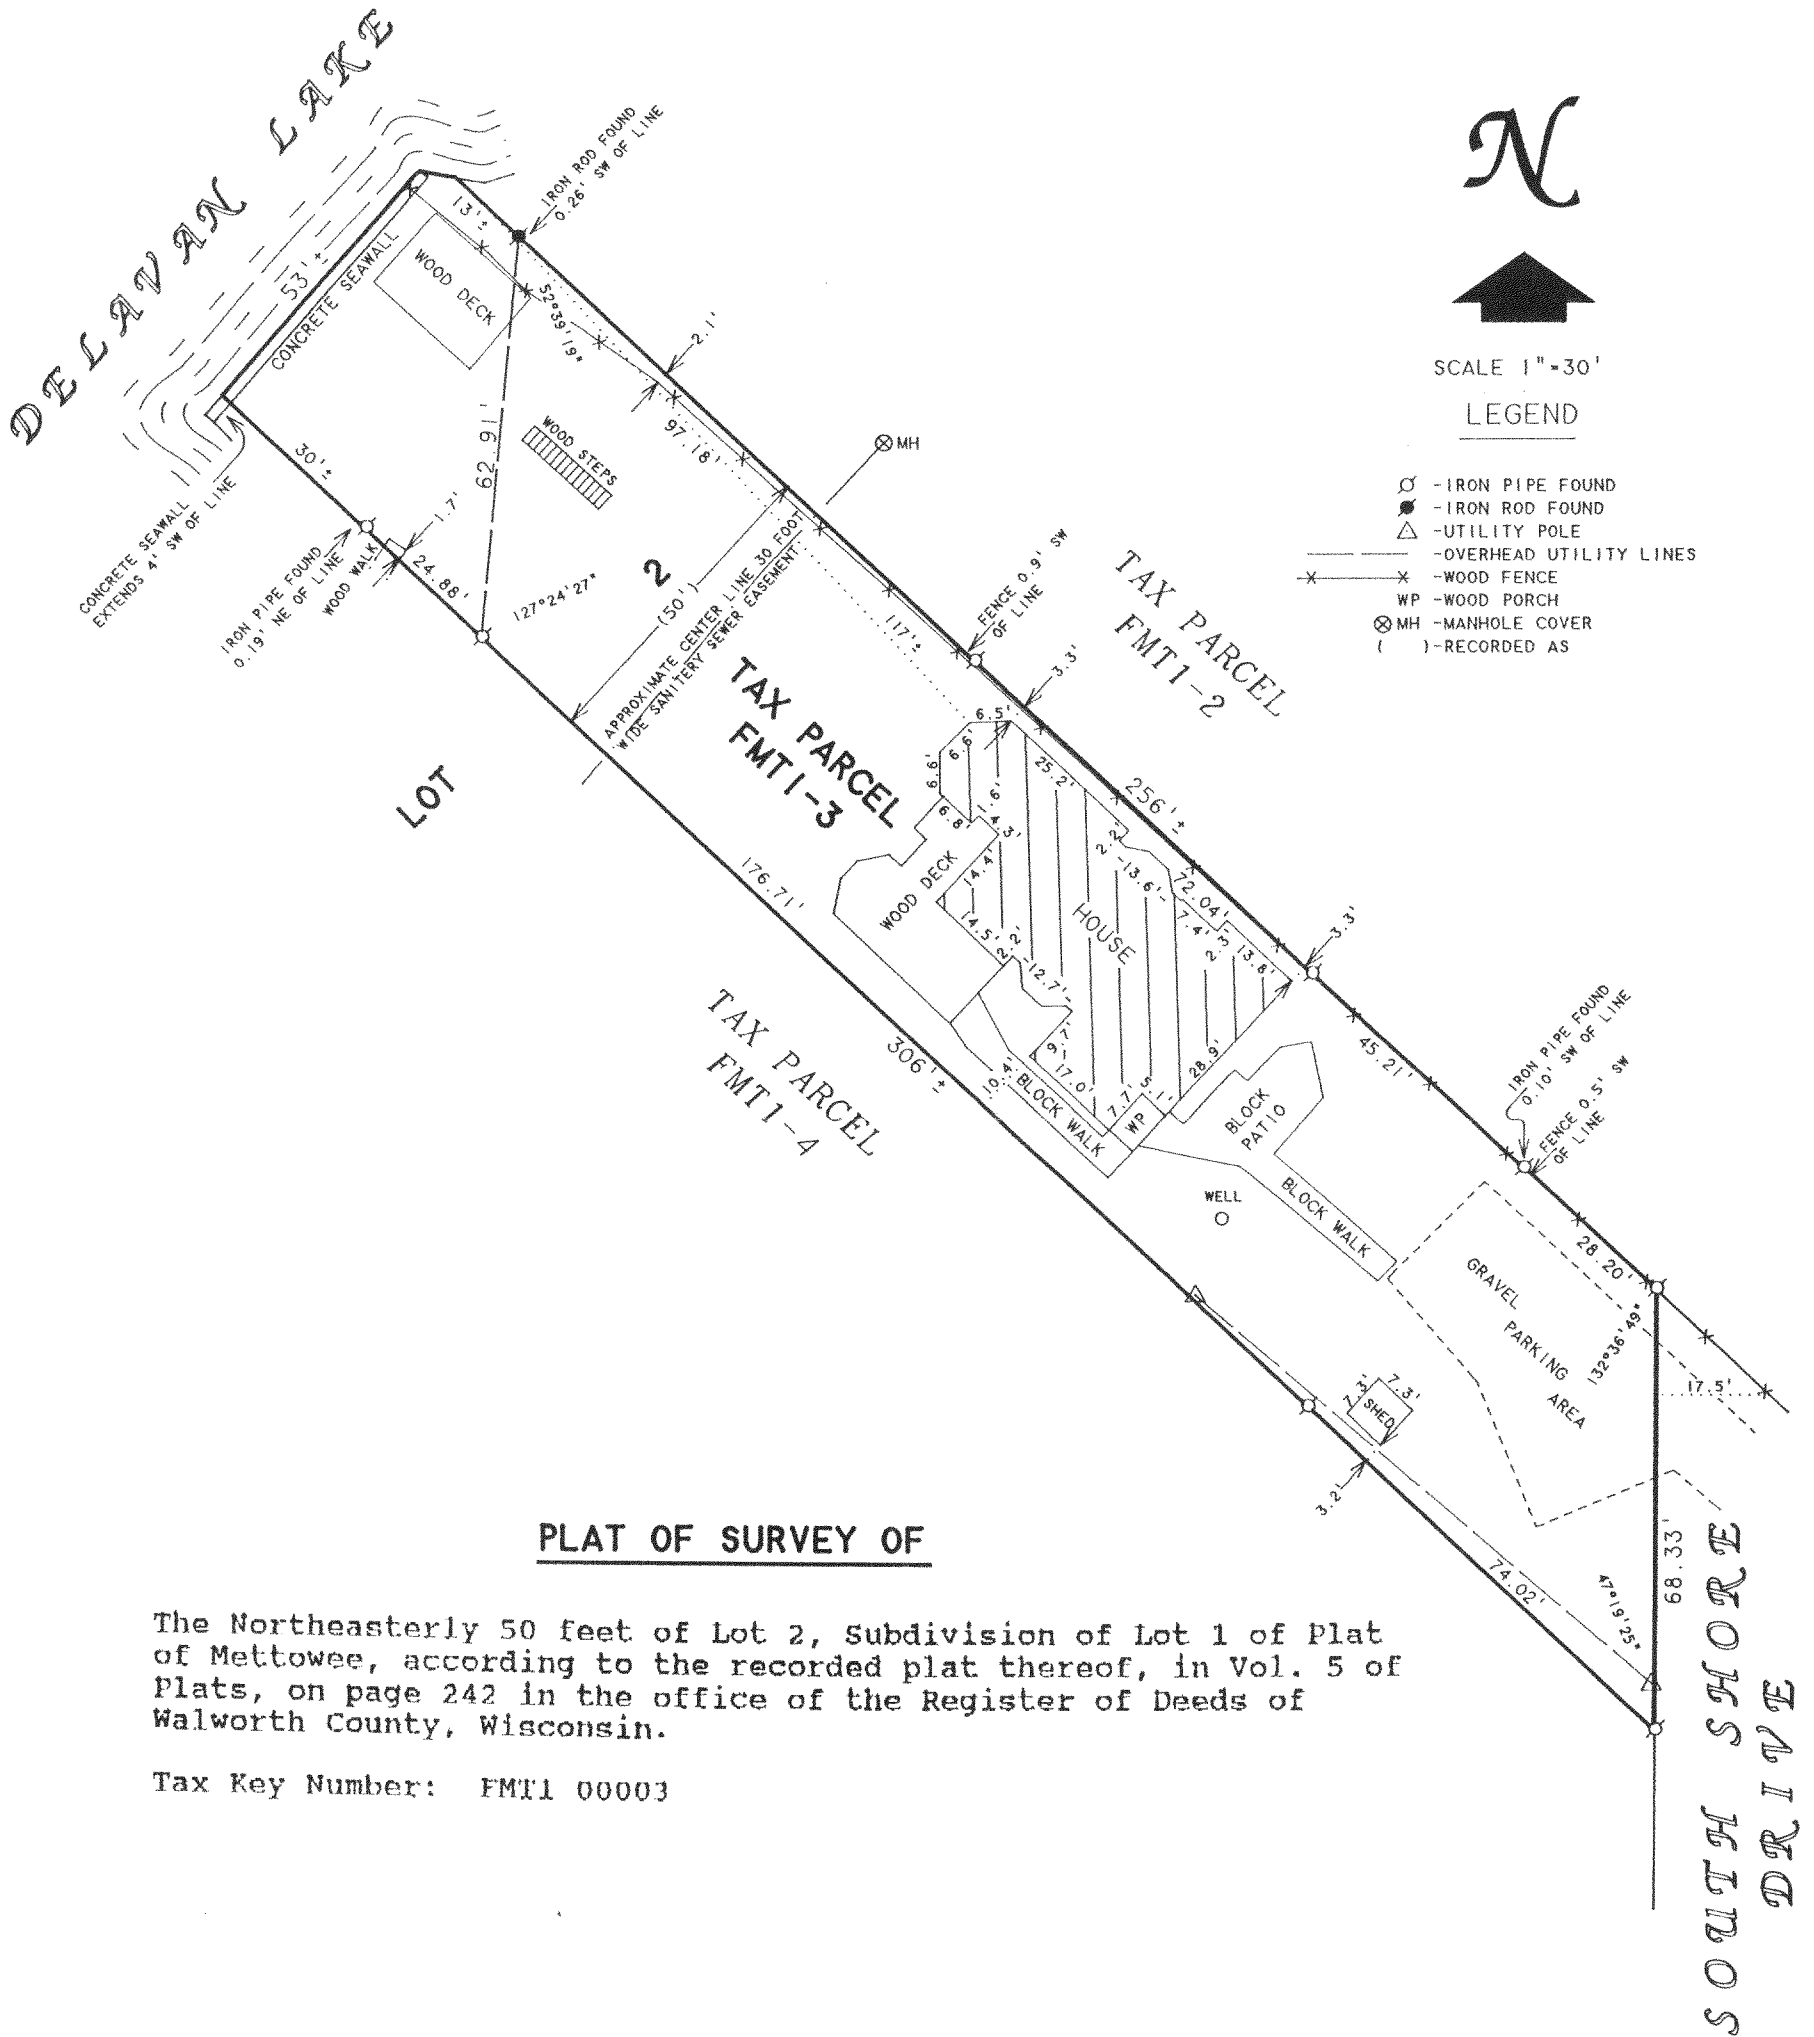 DELAVAN LAKE
IRON ROD FOUND
0.26' SW OF LINE
13'±
53'±
CONCRETE SEAWALL
WOOD DECK
52°39'19"
2.1'
62.91'
WOOD STEPS
97.18'
MH
30'±
CONCRETE SEAWALL
EXTENDS 4' SW OF LINE
IRON PIPE FOUND
0.19' NE OF LINE
WOOD WALK
1.7'
24.88'
127°24'27"
2
(50')
APPROXIMATE CENTER LINE 30 FOOT
WIDE SANITERY SEWER EASEMENT
117'±
FENCE 0.9' SW
OF LINE
TAX PARCEL
FMT1-2
N
SCALE 1"=30'
LEGEND
-IRON PIPE FOUND
-IRON ROD FOUND
-UTILITY POLE
-OVERHEAD UTILITY LINES
-WOOD FENCE
WP -WOOD PORCH
MH -MANHOLE COVER
( )-RECORDED AS
TAX PARCEL
FMT1-3
LOT
3.3'
6.5'
6.6'
6.6'
25.2'
256'±
1.6'
6.8'
4.3'
2.2'
-13.6'-
72.04'
14.4'
WOOD DECK
HOUSE
7.4'
2.3'
13.8'
3.3'
14.5'
2.2'
-12.7'-
176.71'
9.7'
17.0'
10.4'
28.9'
7.7'
5.1'
WP
BLOCK WALK
BLOCK
PATIO
TAX PARCEL
FMT1-4
306'±
45.21'
IRON PIPE FOUND
0.10' SW OF LINE
FENCE 0.5' SW
OF LINE
WELL
BLOCK WALK
28.20'
GRAVEL
PARKING
AREA
132°36'49"
17.5'
7.3'
7.3'
SHED
3.2'
74.02'
47°19'25"
68.33'
SOUTH SHORE
DRIVE
PLAT OF SURVEY OF
The Northeasterly 50 feet of Lot 2, Subdivision of Lot 1 of Plat
of Mettowee, according to the recorded plat thereof, in Vol. 5 of
Plats, on page 242 in the office of the Register of Deeds of
Walworth County, Wisconsin.
Tax Key Number: FMT1 00003